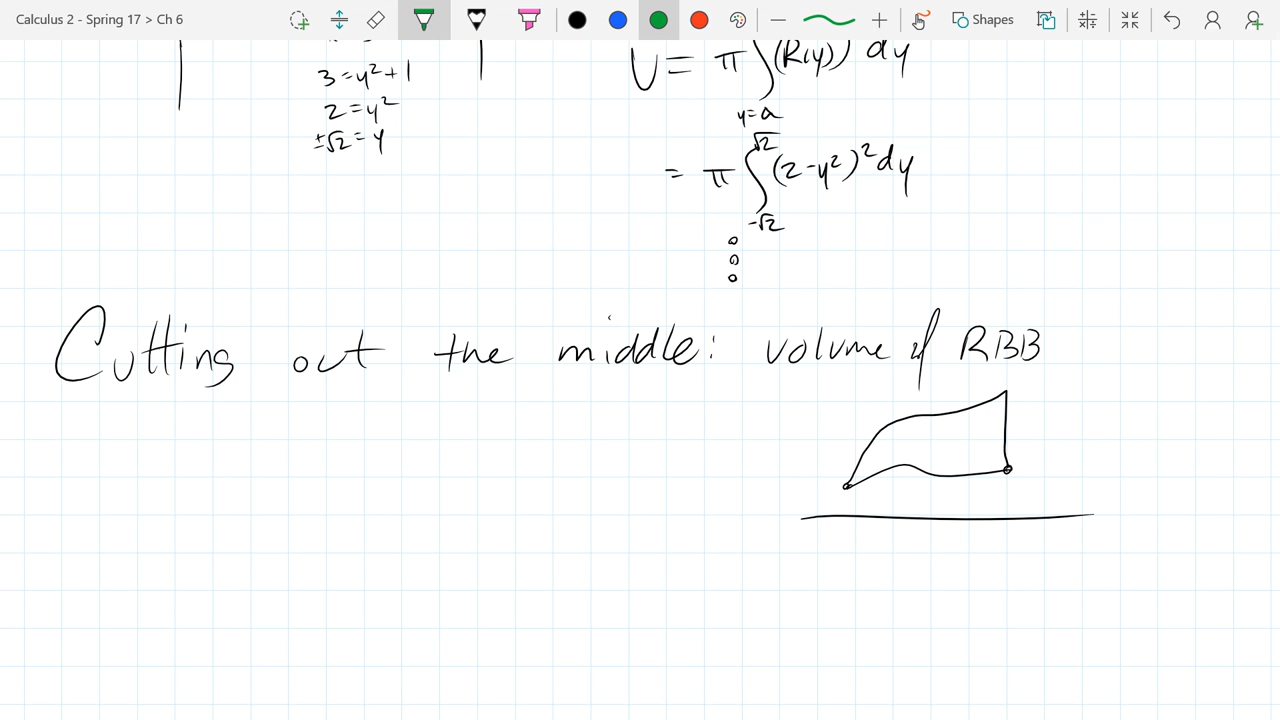 Calculus 2 - Spring 17 > Ch 6
Shapes
3 = y² + 1
2 = y²
±√2 = y
V = π ∫ (R(y)) dy
y = a
= π ∫ (2 - y²)² dy
√2
-√2
Cutting out the middle: volume of RBB